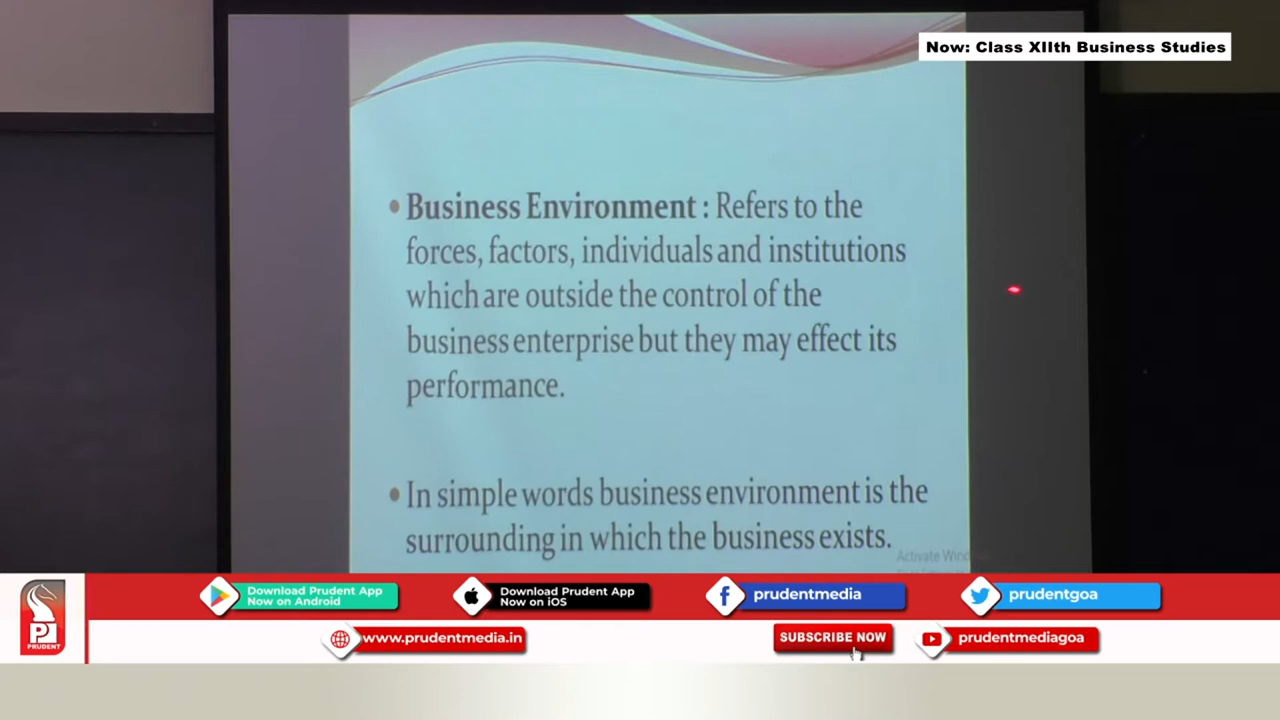 Now: Class XIIth Business Studies
• Business Environment : Refers to the
forces, factors, individuals and institutions
which are outside the control of the
business enterprise but they may effect its
performance.
• In simple words business environment is the
surrounding in which the business exists.
Download Prudent App
Now on Android
Download Prudent App
Now on iOS
prudentmedia
prudentgoa
PRUDENT
www.prudentmedia.in
SUBSCRIBE NOW
prudentmediagoa